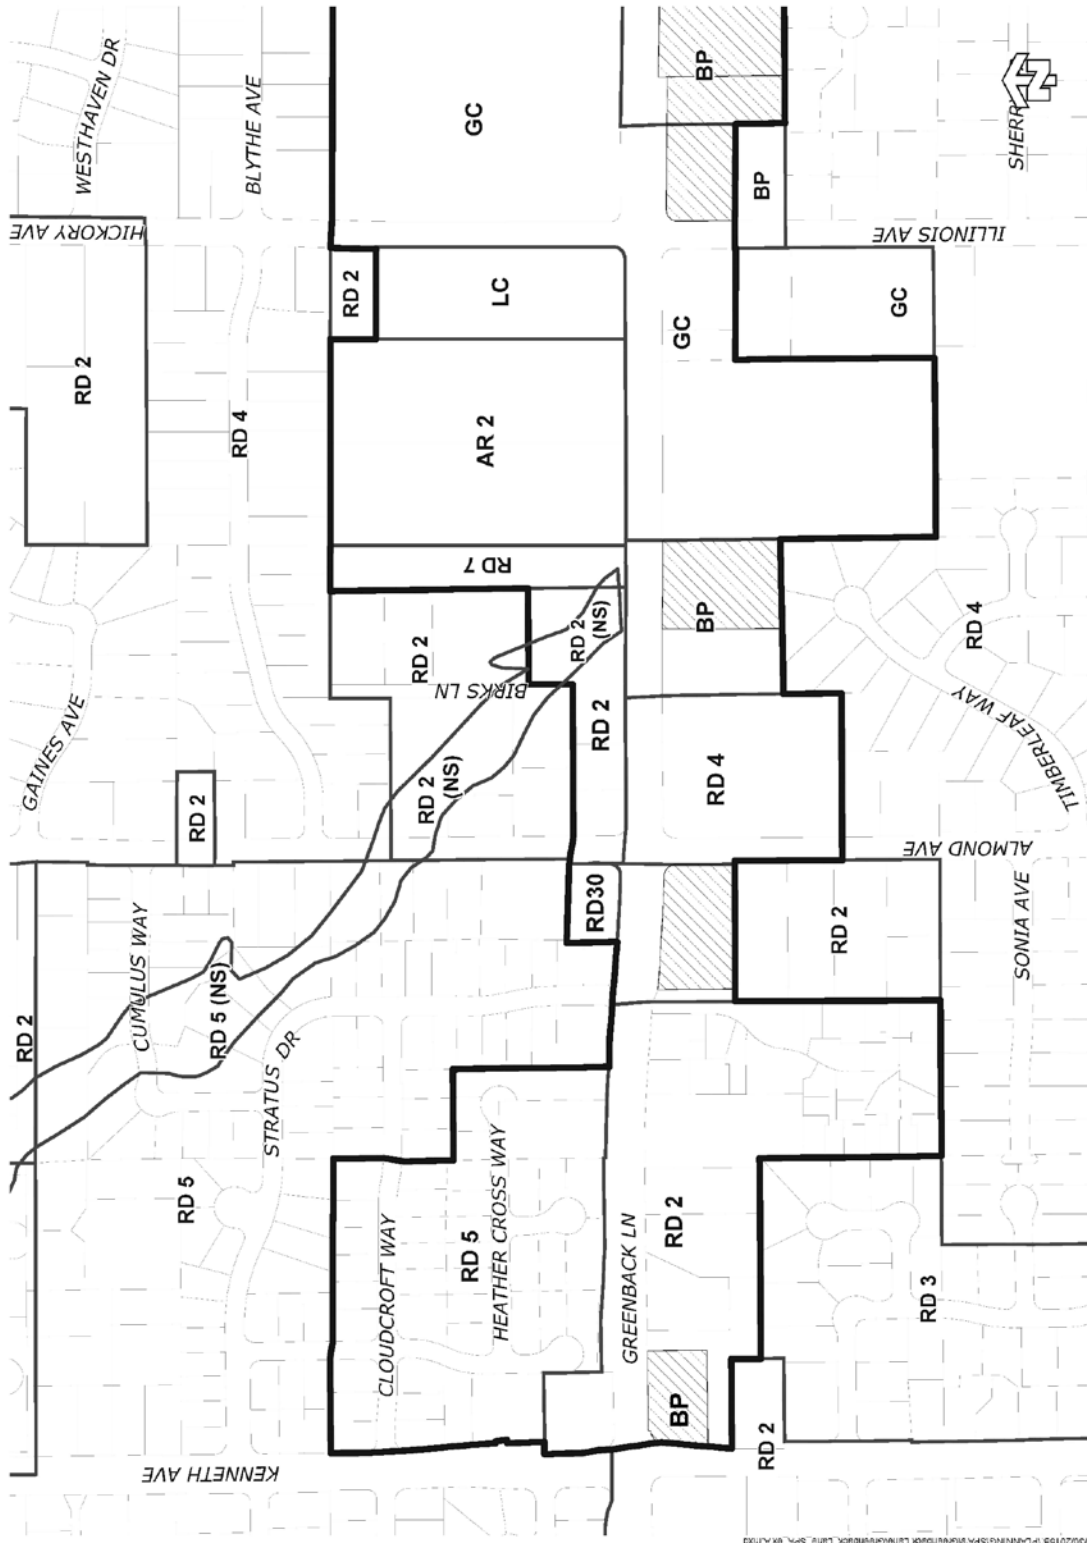 WESTHAVEN DR
BLYTHE AVE
GC
BP
SHERR
N
HICKORY AVE
BP
ILLINOIS AVE
RD 2
LC
GC
GC
RD 2
RD 4
AR 2
RD 7
RD 2
RD 2
(NS)
BP
RD 4
BIRKS LN
GAINES AVE
RD 2
(NS)
RD 2
RD 4
TIMBERLEAF WAY
RD 2
ALMOND AVE
RD30
RD 2
SONIA AVE
CUMULUS WAY
RD 5 (NS)
RD 2
STRATUS DR
RD 5
CLOUDCROFT WAY
RD 5
HEATHER CROSS WAY
GREENBACK LN
RD 2
RD 3
BP
RD 2
KENNETH AVE